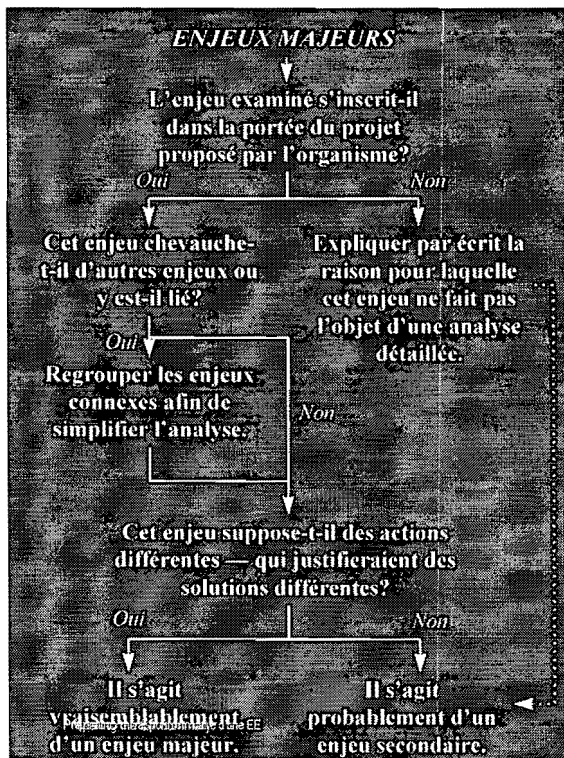 ENJEUX MAJEURS
L'enjeu examiné s'inscrit-il
dans la portée du projet
proposé par l'organisme?
Oui
Non
Cet enjeu chevauche-
t-il d'autres enjeux ou
y est-il lié?
Expliquer par écrit la
raison pour laquelle
cet enjeu ne fait pas
l'objet d'une analyse
détaillée.
Oui
Regrouper les enjeux
connexes afin de
simplifier l'analyse.
Non
Cet enjeu suppose-t-il des actions
différentes — qui justifieraient des
solutions différentes?
Oui
Non
Il s'agit
vraisemblablement
d'un enjeu majeur.
Il s'agit
probablement d'un
enjeu secondaire.